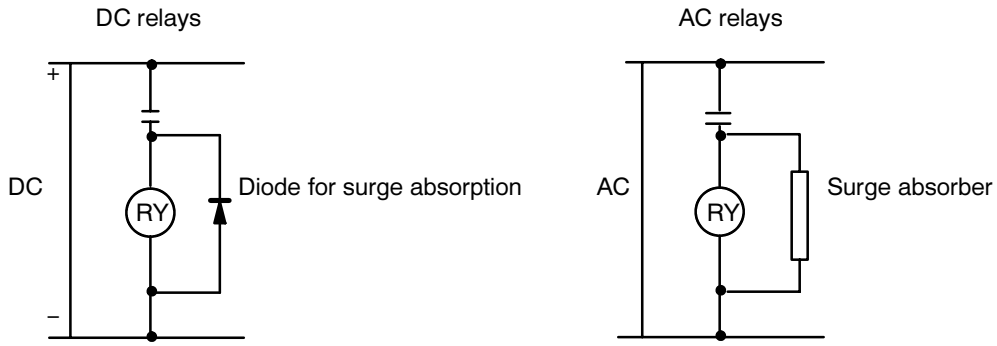 DC relays
+
DC
RY
Diode for surge absorption
−
AC relays
AC
RY
Surge absorber